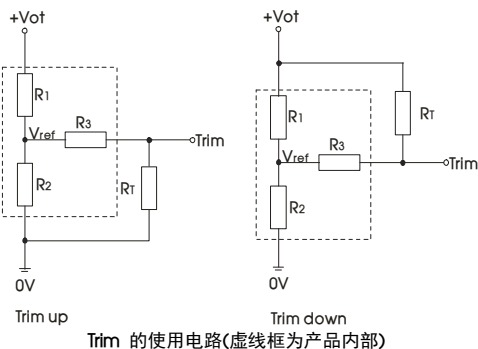 +Vot
R1
Vref
R3
Trim
R2
RT
0V
Trim up
+Vot
R1
RT
Vref
R3
Trim
R2
0V
Trim down
Trim 的使用电路(虚线框为产品内部)